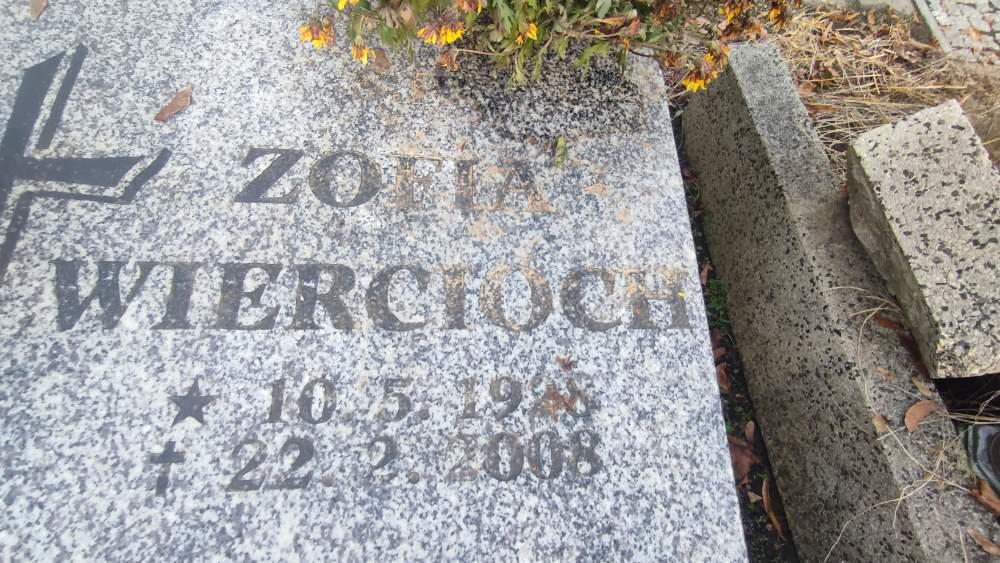 ZOFIA
WIERCIOCH
★ 10. 5.
✝ 22. 2. 2008